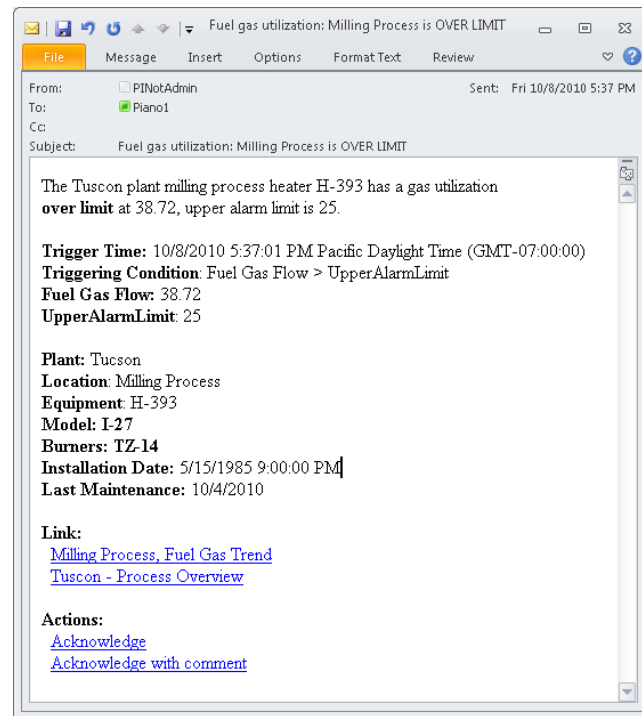 Fuel gas utilization: Milling Process is OVER LIMIT
File Message Insert Options Format Text Review
From: PINotAdmin Sent: Fri 10/8/2010 5:37 PM
To: Piano1
Cc:
Subject: Fuel gas utilization: Milling Process is OVER LIMIT
The Tuscon plant milling process heater H-393 has a gas utilization
over limit at 38.72, upper alarm limit is 25.
Trigger Time: 10/8/2010 5:37:01 PM Pacific Daylight Time (GMT-07:00:00)
Triggering Condition: Fuel Gas Flow > UpperAlarmLimit
Fuel Gas Flow: 38.72
UpperAlarmLimit: 25
Plant: Tucson
Location: Milling Process
Equipment: H-393
Model: I-27
Burners: TZ-14
Installation Date: 5/15/1985 9:00:00 PM
Last Maintenance: 10/4/2010
Link:
Milling Process, Fuel Gas Trend
Tuscon - Process Overview
Actions:
Acknowledge
Acknowledge with comment